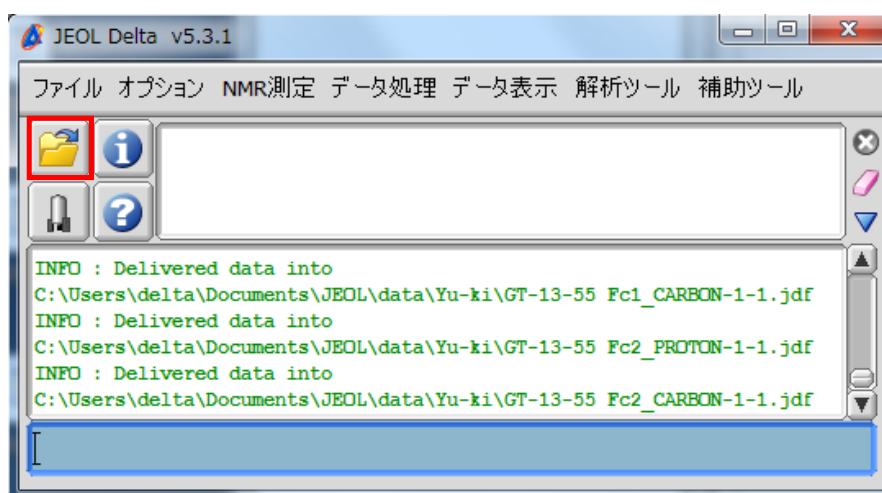 JEOL Delta v5.3.1
ファイル オプション NMR測定 データ処理 データ表示 解析ツール 補助ツール
INFO : Delivered data into
C:\Users\delta\Documents\JEOL\data\Yu-ki\GT-13-55 Fc1_CARBON-1-1.jdf
INFO : Delivered data into
C:\Users\delta\Documents\JEOL\data\Yu-ki\GT-13-55 Fc2_PROTON-1-1.jdf
INFO : Delivered data into
C:\Users\delta\Documents\JEOL\data\Yu-ki\GT-13-55 Fc2_CARBON-1-1.jdf